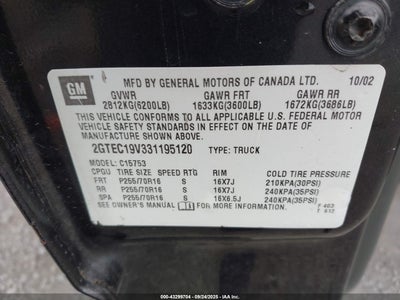 GM
MFD BY GENERAL MOTORS OF CANADA LTD. 10/02
GVWR GAWR FRT GAWR RR
2812KG(6200LB) 1633KG(3600LB) 1672KG(3686LB)
THIS VEHICLE CONFORMS TO ALL APPLICABLE U.S. FEDERAL MOTOR
VEHICLE SAFETY STANDARDS IN EFFECT ON THE DATE OF
MANUFACTURE SHOWN ABOVE.
2GTEC19V331195120 TYPE: TRUCK
MODEL: C15753
CPGU TIRE SIZE SPEED RTG RIM COLD TIRE PRESSURE
FRT P255/70R16 S 16X7J 210KPA(30PSI)
RR P255/70R16 S 16X7J 240KPA(35PSI)
SPA P255/70R16 S 16X6.5J 240KPA(35PSI)
SEE OWNER'S MANUAL FOR ADDITIONAL INFORMATION
© 000-43299704 - (09/24/2025) - IAAI.COM